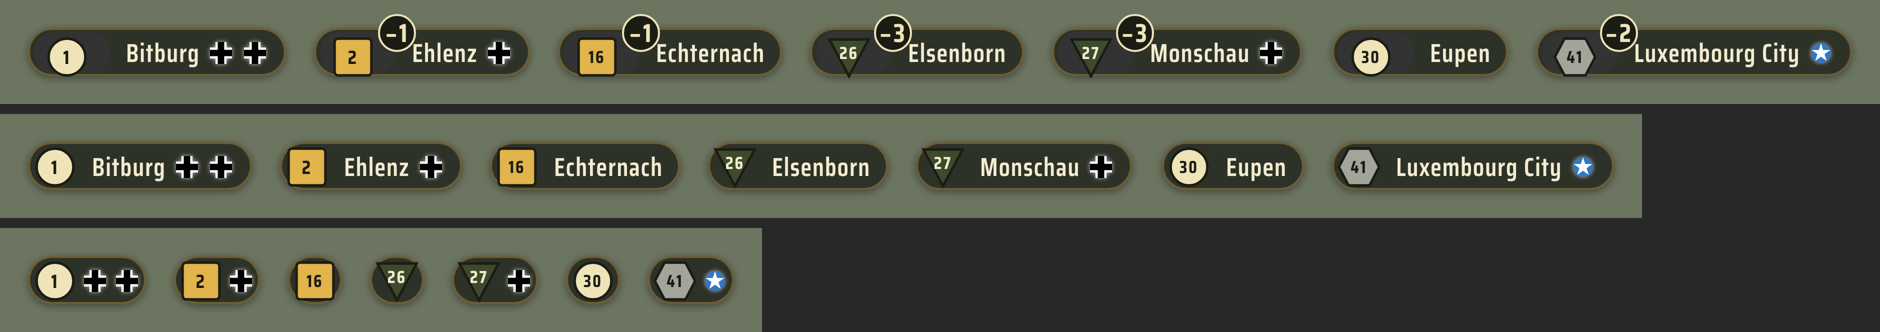 1 Bitburg 2 −1 Ehlenz 16 −1 Echternach 26 −3 Elsenborn 27 −3 Monschau 30 Eupen 41 −2 Luxembourg City
1 Bitburg 2 Ehlenz 16 Echternach 26 Elsenborn 27 Monschau 30 Eupen 41 Luxembourg City
1 2 16 26 27 30 41